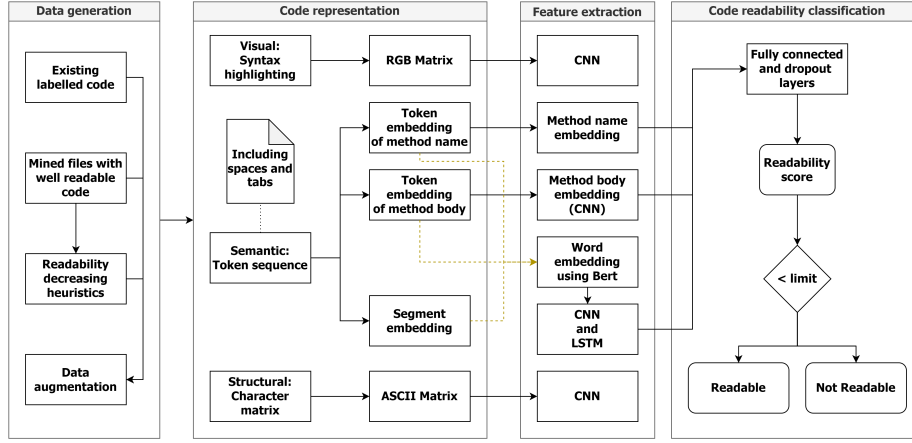 Data generation
Existing
labelled code
Mined files with
well readable
code
Readability
decreasing
heuristics
Data
augmentation
Code representation
Visual:
Syntax
highlighting
RGB Matrix
Including
spaces and
tabs
Token
embedding
of method name
Token
embedding
of method body
Semantic:
Token sequence
Segment
embedding
Structural:
Character
matrix
ASCII Matrix
Feature extraction
CNN
Method name
embedding
Method body
embedding
(CNN)
Word
embedding
using Bert
CNN
and
LSTM
CNN
Code readability classification
Fully connected
and dropout
layers
Readability
score
< limit
Readable
Not Readable